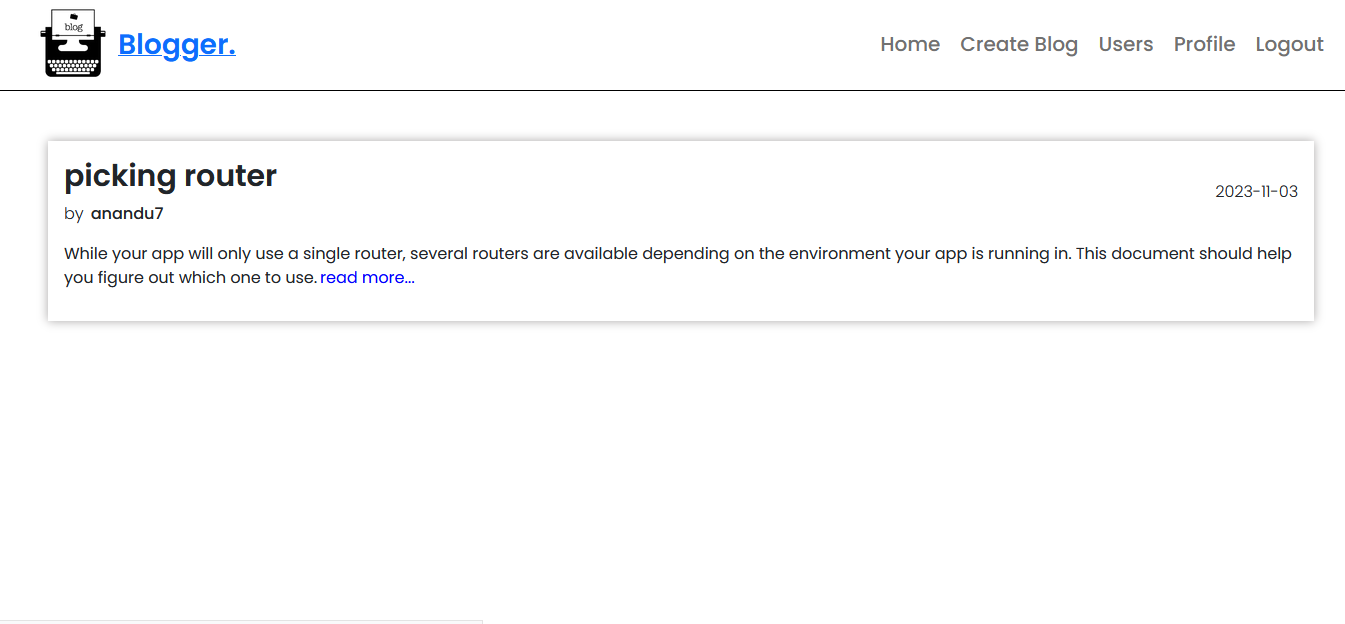 blog
Blogger.
Home Create Blog Users Profile Logout
picking router
2023-11-03
by anandu7
While your app will only use a single router, several routers are available depending on the environment your app is running in. This document should help
you figure out which one to use. read more...